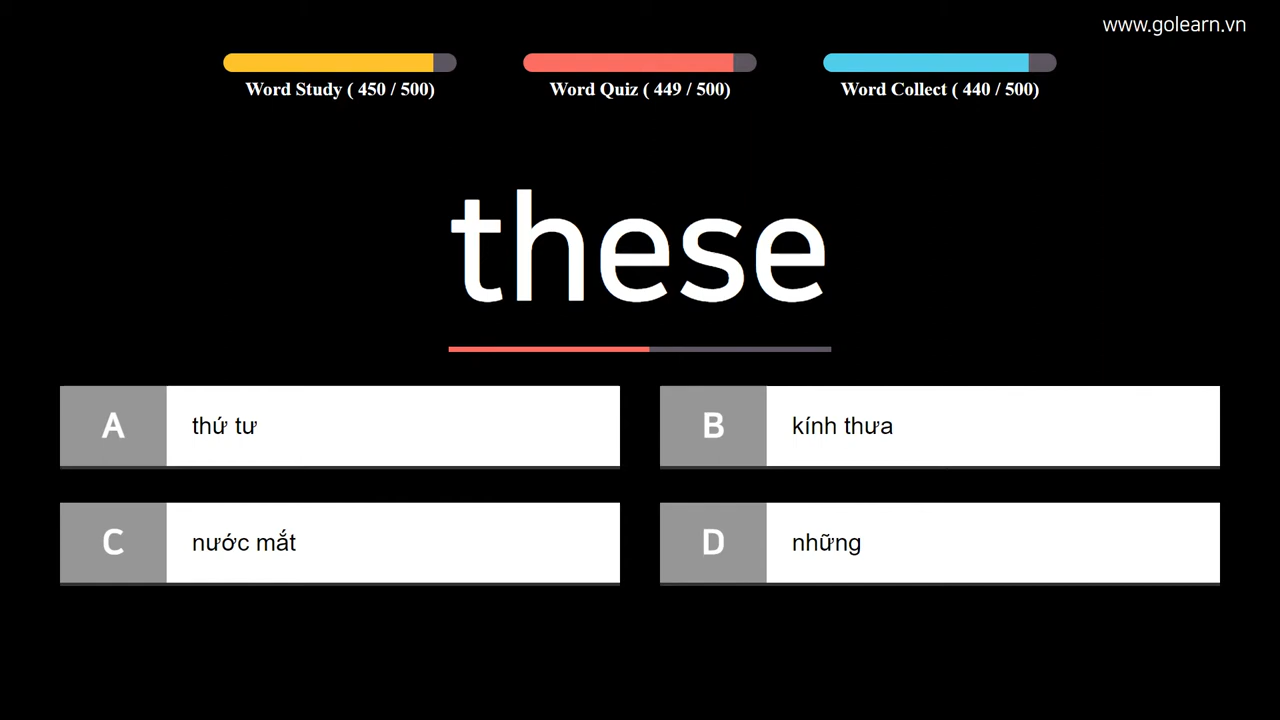 www.golearn.vn
Word Study ( 450 / 500)
Word Quiz ( 449 / 500)
Word Collect ( 440 / 500)
these
A thứ tư
B kính thưa
C nước mắt
D những